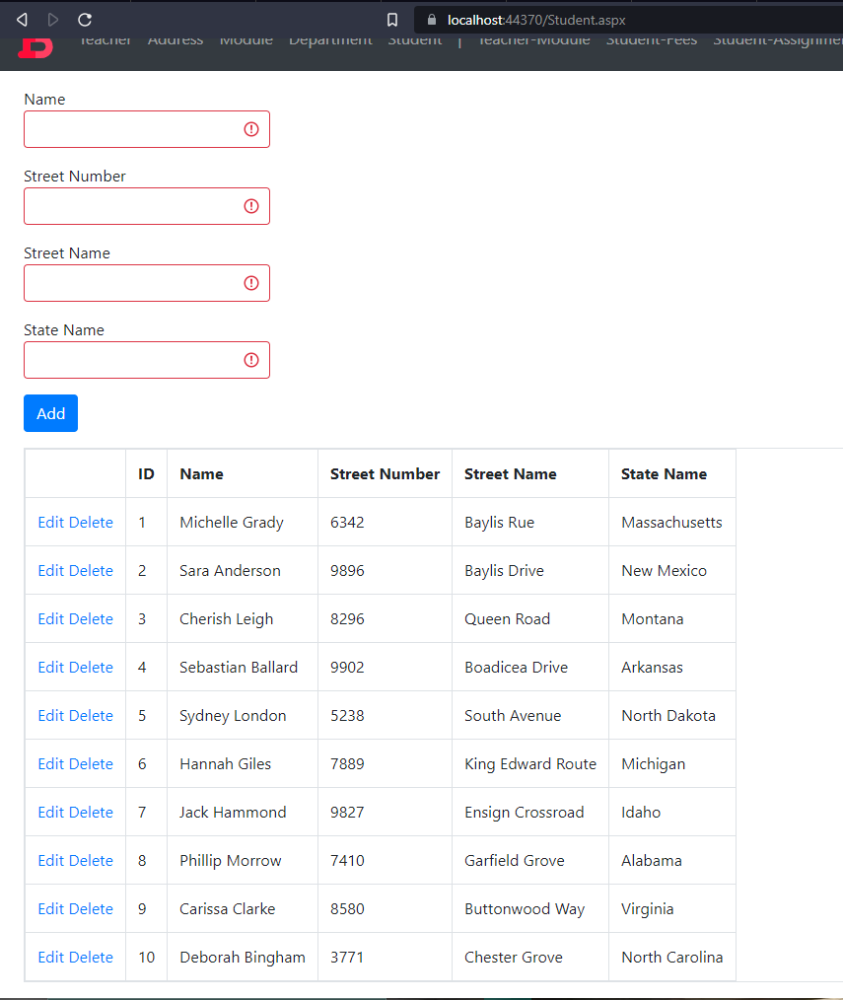 localhost:44370/Student.aspx
Teacher Address Module Department Student | Teacher-Module Student-Fees
Name
Street Number
Street Name
State Name
Add
ID Name Street Number Street Name State Name
Edit Delete 1 Michelle Grady 6342 Baylis Rue Massachusetts
Edit Delete 2 Sara Anderson 9896 Baylis Drive New Mexico
Edit Delete 3 Cherish Leigh 8296 Queen Road Montana
Edit Delete 4 Sebastian Ballard 9902 Boadicea Drive Arkansas
Edit Delete 5 Sydney London 5238 South Avenue North Dakota
Edit Delete 6 Hannah Giles 7889 King Edward Route Michigan
Edit Delete 7 Jack Hammond 9827 Ensign Crossroad Idaho
Edit Delete 8 Phillip Morrow 7410 Garfield Grove Alabama
Edit Delete 9 Carissa Clarke 8580 Buttonwood Way Virginia
Edit Delete 10 Deborah Bingham 3771 Chester Grove North Carolina